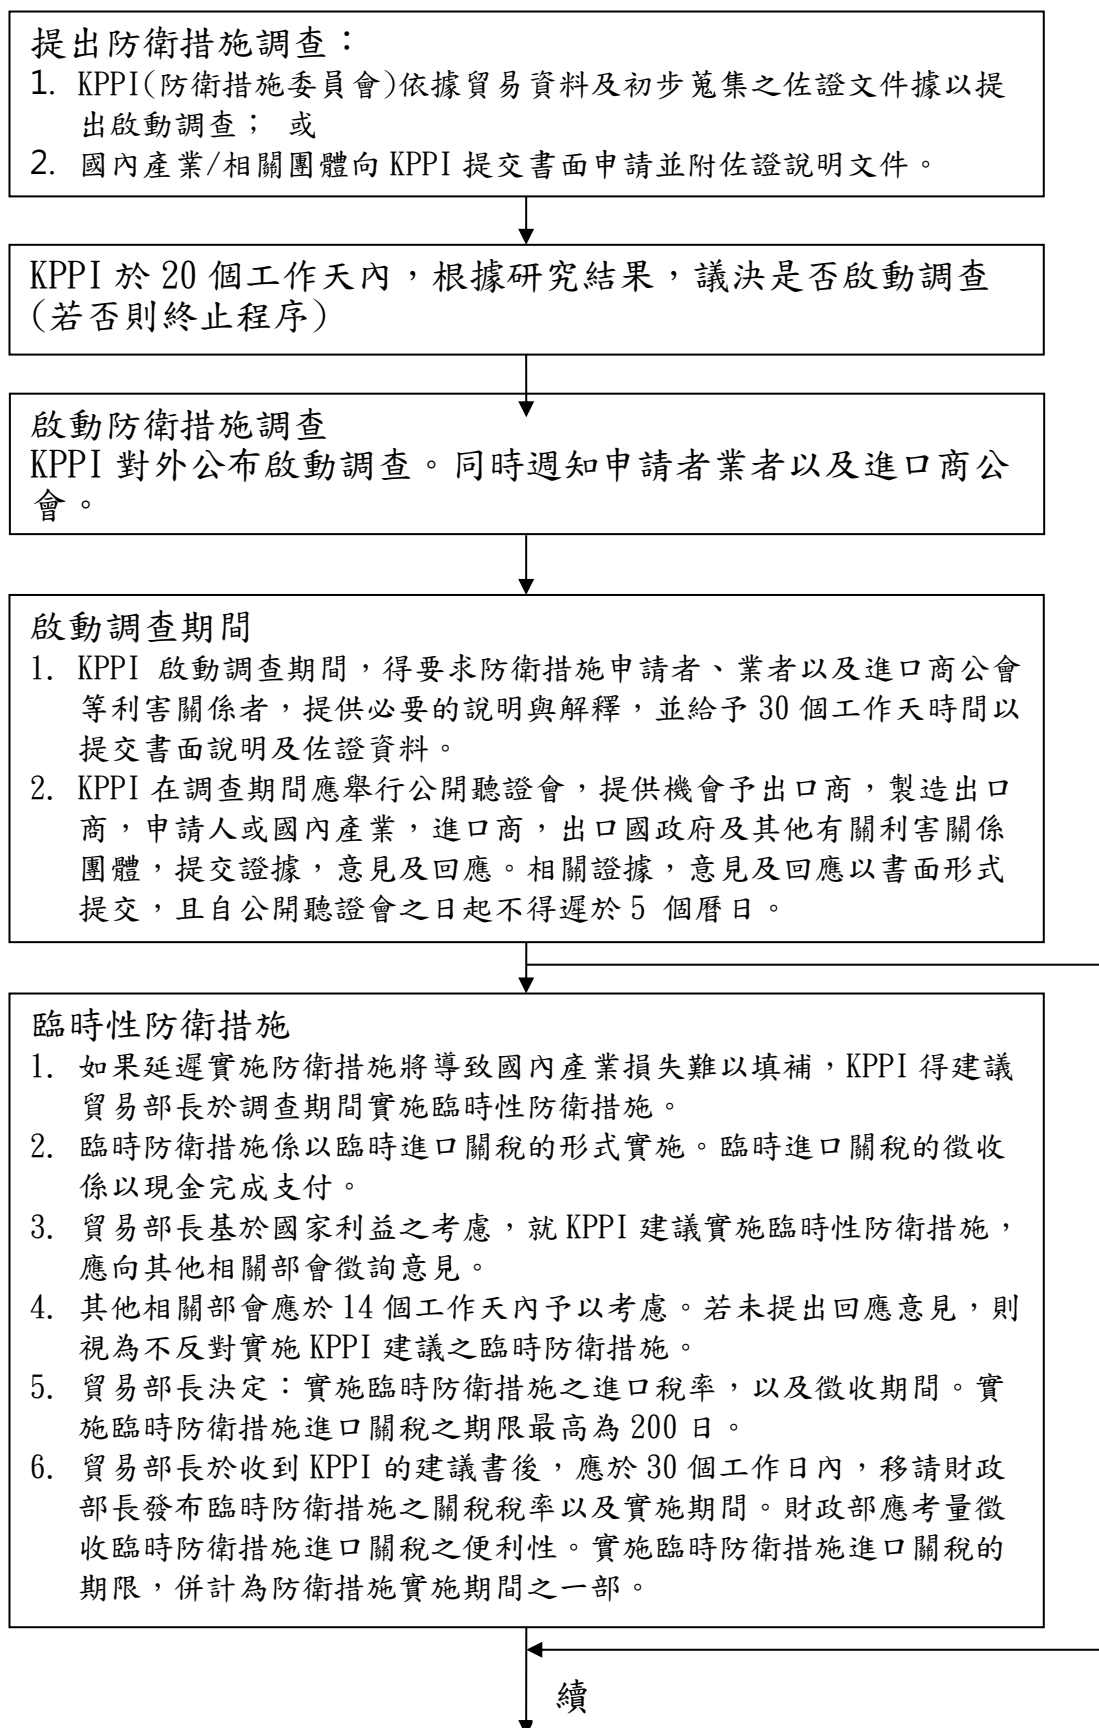 提出防衛措施調查：
1. KPPI(防衛措施委員會)依據貿易資料及初步蒐集之佐證文件據以提
出啟動調查； 或
2. 國內產業/相關團體向 KPPI 提交書面申請並附佐證說明文件。
KPPI 於 20 個工作天內，根據研究結果，議決是否啟動調查
(若否則終止程序)
啟動防衛措施調查
KPPI 對外公布啟動調查。同時週知申請者業者以及進口商公
會。
啟動調查期間
1. KPPI 啟動調查期間，得要求防衛措施申請者、業者以及進口商公會
等利害關係者，提供必要的說明與解釋，並給予 30 個工作天時間以
提交書面說明及佐證資料。
2. KPPI 在調查期間應舉行公開聽證會，提供機會予出口商，製造出口
商，申請人或國內產業，進口商，出口國政府及其他有關利害關係
團體，提交證據，意見及回應。相關證據，意見及回應以書面形式
提交，且自公開聽證會之日起不得遲於 5 個曆日。
臨時性防衛措施
1. 如果延遲實施防衛措施將導致國內產業損失難以填補，KPPI 得建議
貿易部長於調查期間實施臨時性防衛措施。
2. 臨時防衛措施係以臨時進口關稅的形式實施。臨時進口關稅的徵收
係以現金完成支付。
3. 貿易部長基於國家利益之考慮，就 KPPI 建議實施臨時性防衛措施，
應向其他相關部會徵詢意見。
4. 其他相關部會應於 14 個工作天內予以考慮。若未提出回應意見，則
視為不反對實施 KPPI 建議之臨時防衛措施。
5. 貿易部長決定：實施臨時防衛措施之進口稅率，以及徵收期間。實
施臨時防衛措施進口關稅之期限最高為 200 日。
6. 貿易部長於收到 KPPI 的建議書後，應於 30 個工作日內，移請財政
部長發布臨時防衛措施之關稅稅率以及實施期間。財政部應考量徵
收臨時防衛措施進口關稅之便利性。實施臨時防衛措施進口關稅的
期限，併計為防衛措施實施期間之一部。
續